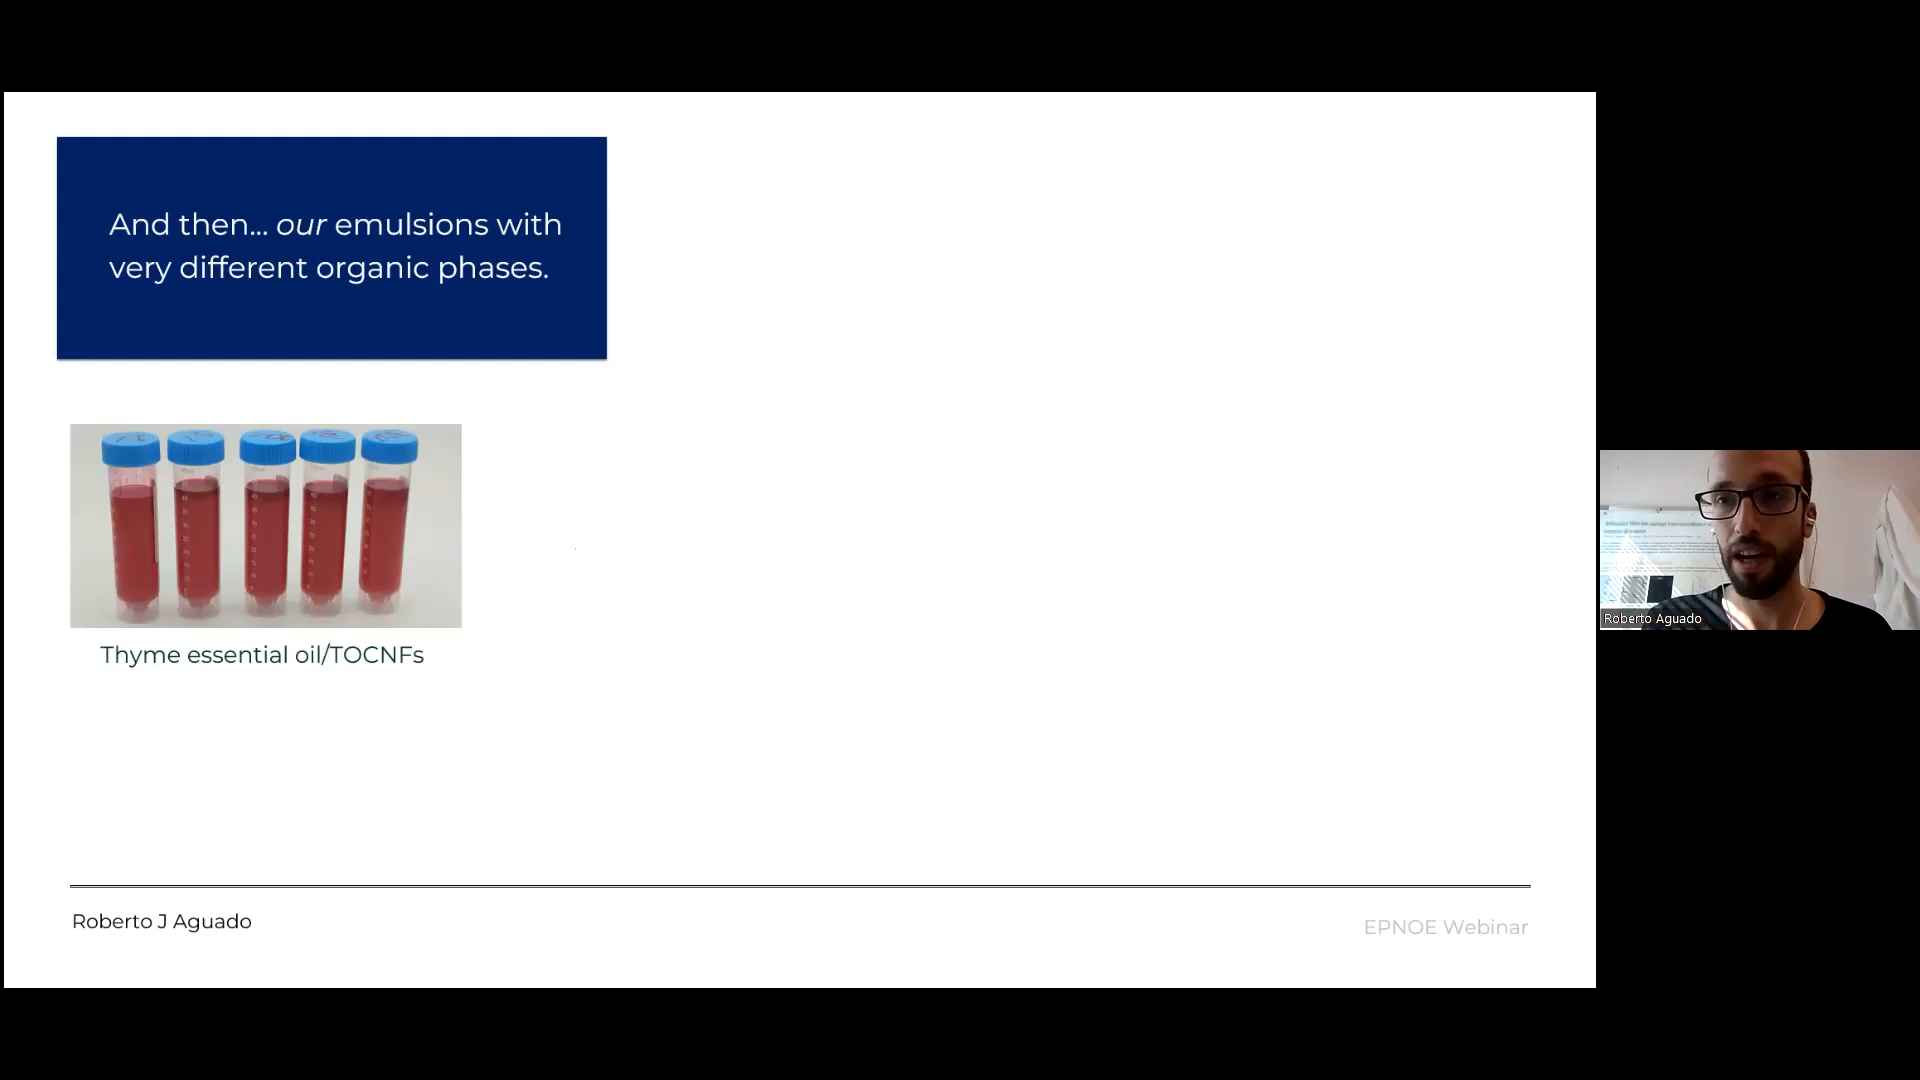 And then... our emulsions with
very different organic phases.
Thyme essential oil/TOCNFs
Roberto J Aguado
EPNOE Webinar
Roberto Aguado